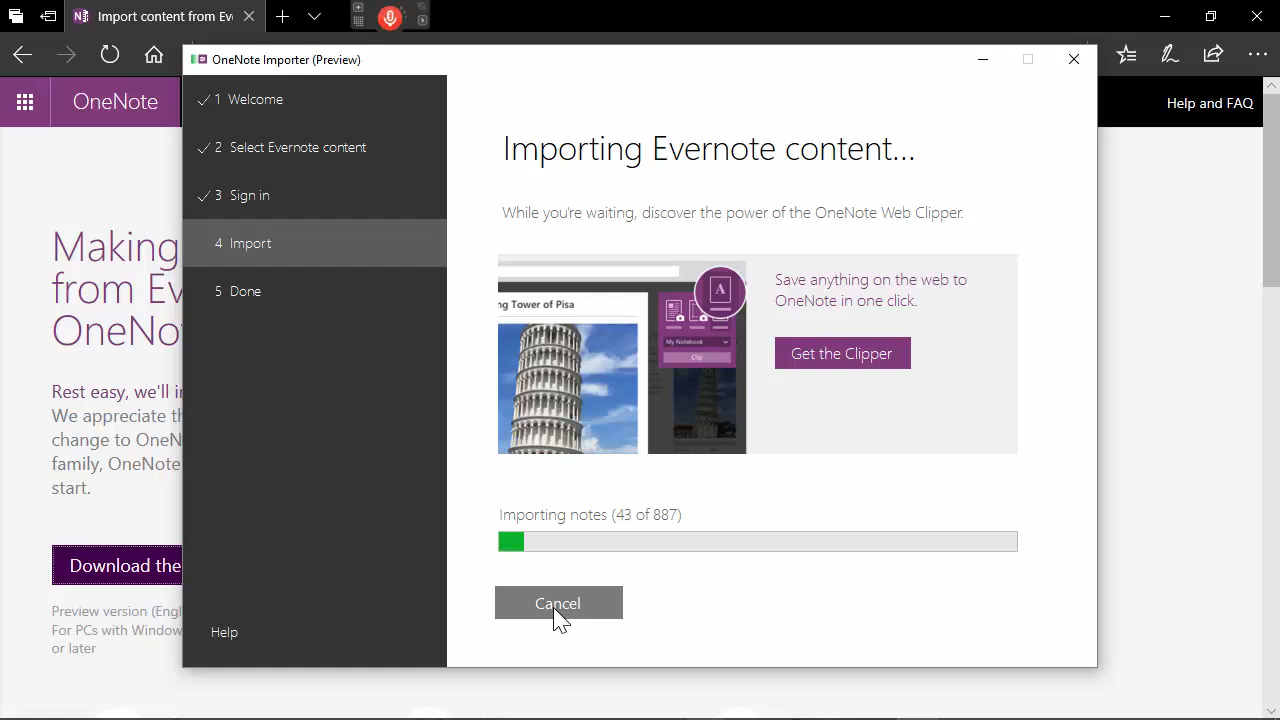 Import content from Ev
OneNote
Help and FAQ
Making
from Ev
OneNo
Rest easy, we'll i
We appreciate th
change to OneN
family, OneNote
start.
Download the
Preview version (Engl
For PCs with Window
or later
OneNote Importer (Preview)
1 Welcome
2 Select Evernote content
3 Sign in
4 Import
5 Done
Help
Importing Evernote content...
While you're waiting, discover the power of the OneNote Web Clipper.
ng Tower of Pisa
A
My Notebook
Clip
Save anything on the web to
OneNote in one click.
Get the Clipper
Importing notes (43 of 887)
Cancel